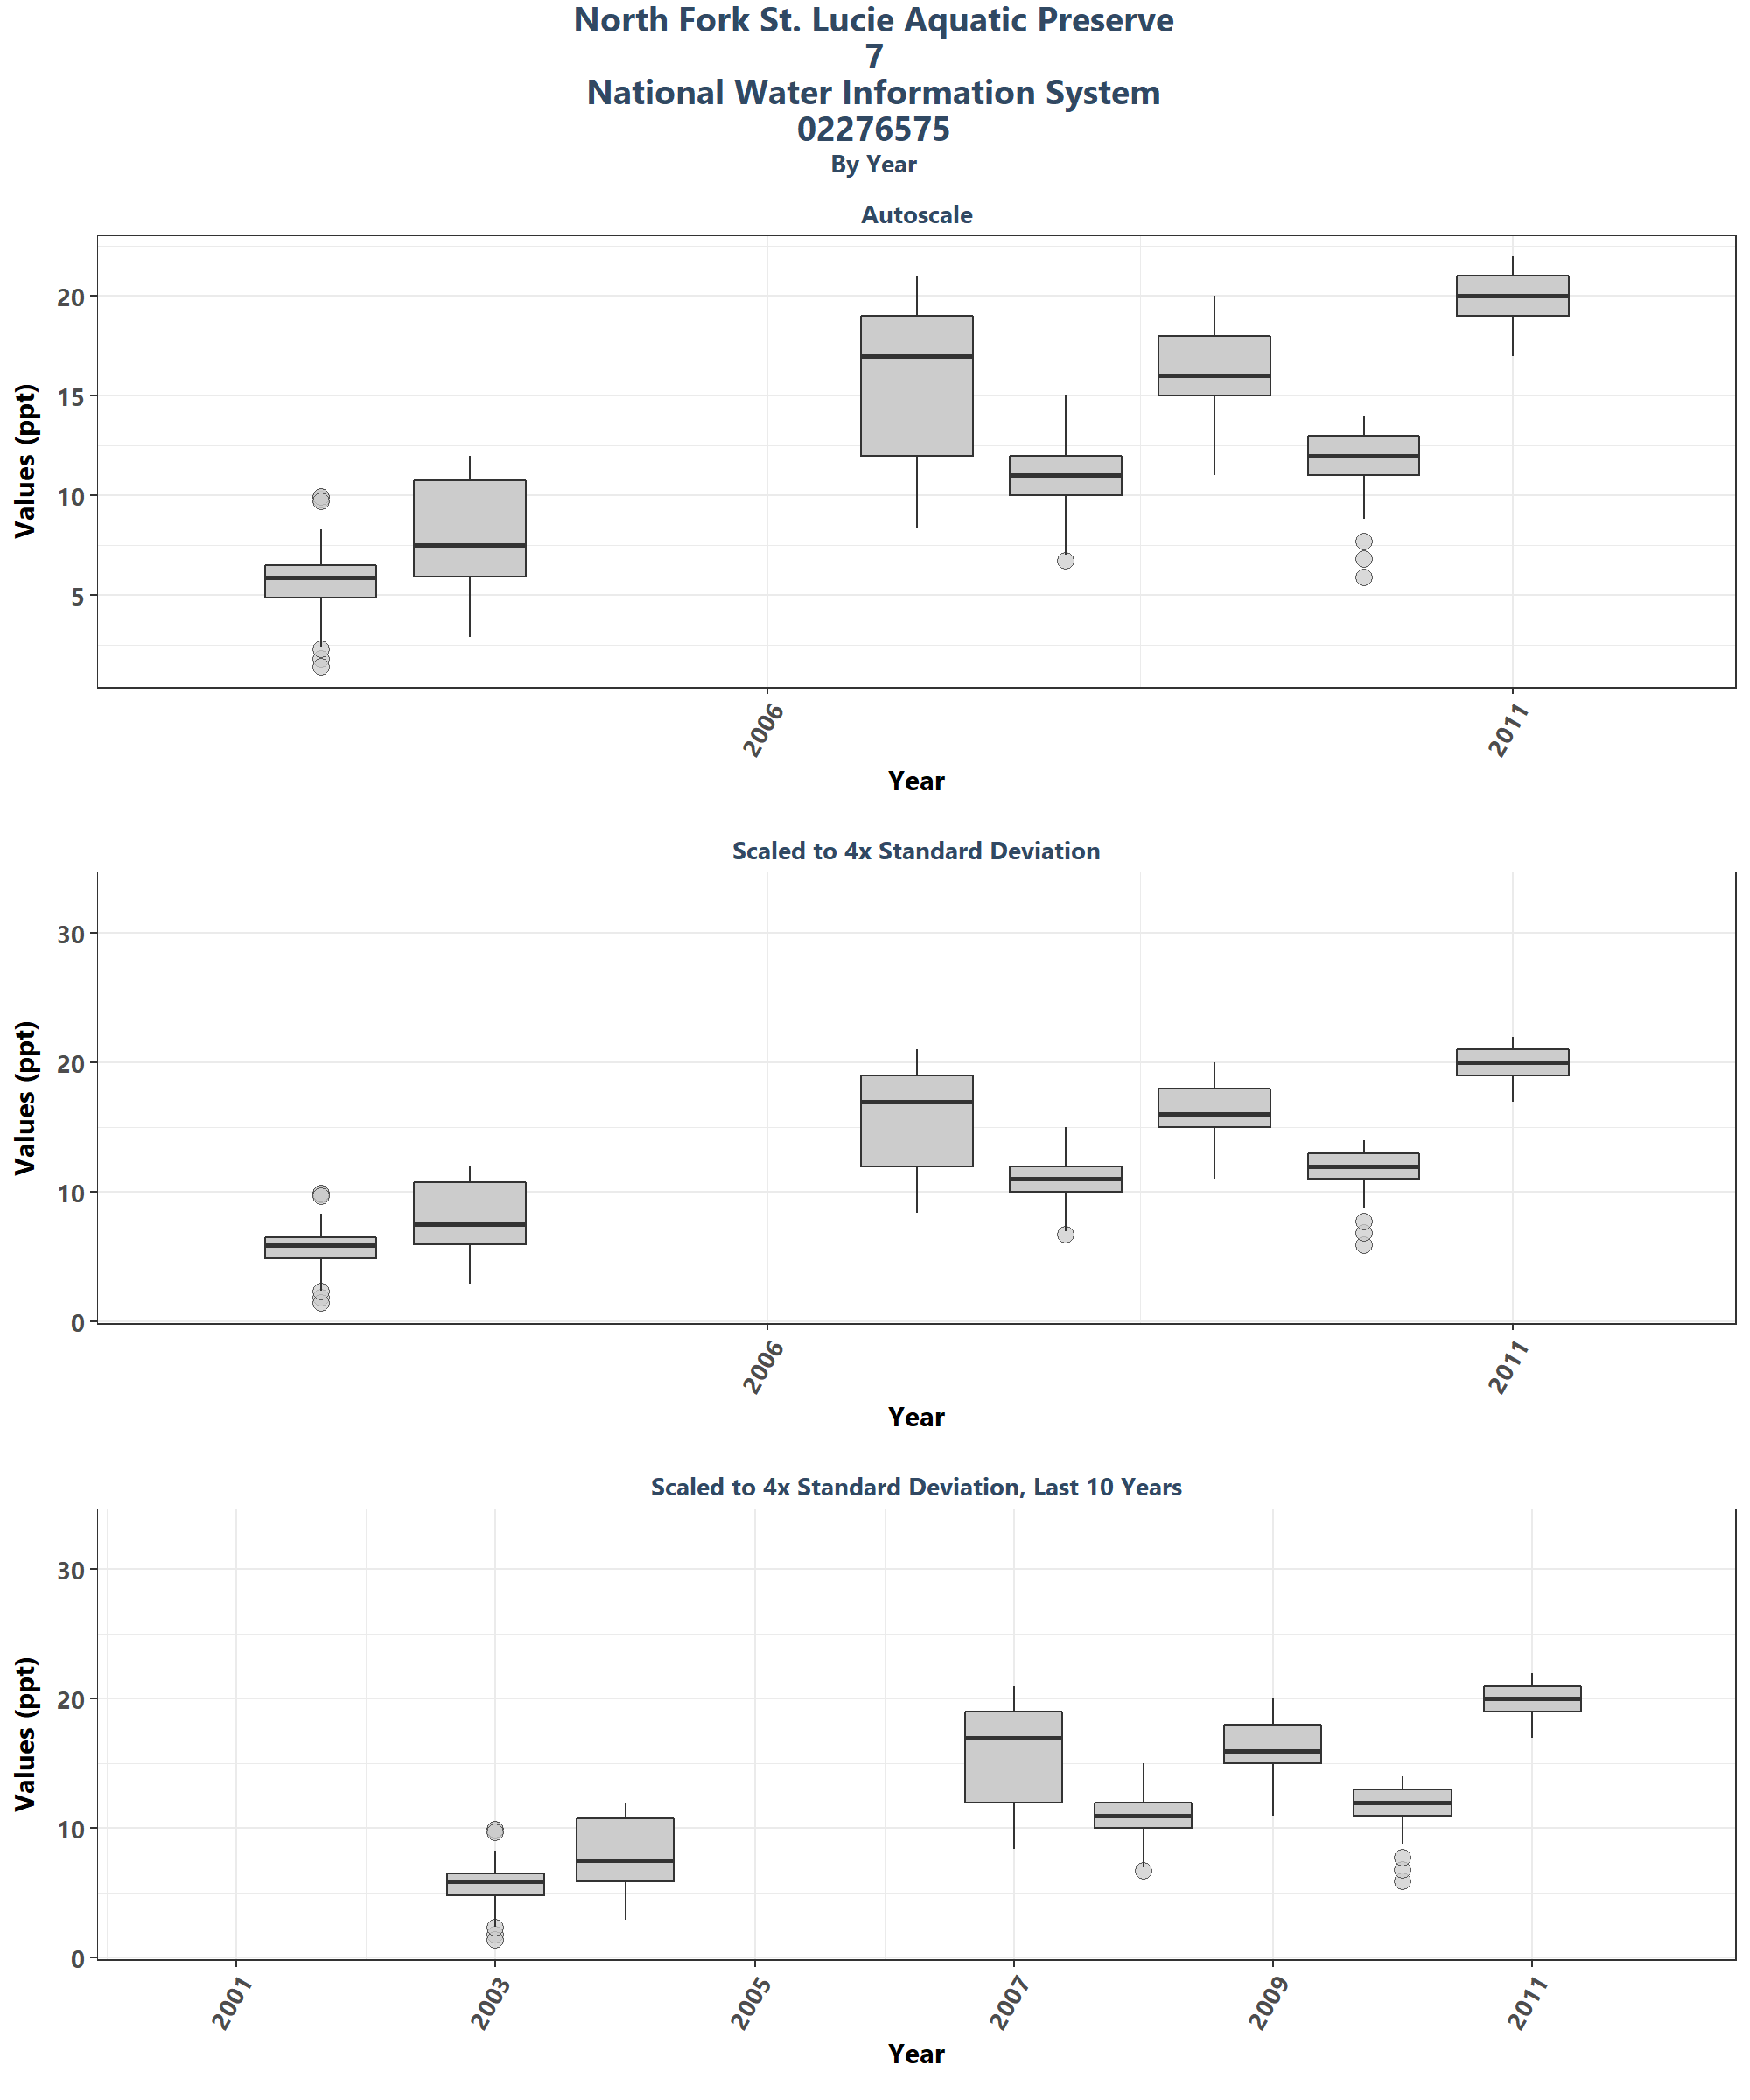 North Fork St. Lucie Aquatic Preserve
7
National Water Information System
02276575
By Year
Autoscale
Values (ppt)
20
15
10
5
2006
2011
Year
Scaled to 4x Standard Deviation
Values (ppt)
30
20
10
0
2006
2011
Year
Scaled to 4x Standard Deviation, Last 10 Years
Values (ppt)
30
20
10
0
2001
2003
2005
2007
2009
2011
Year